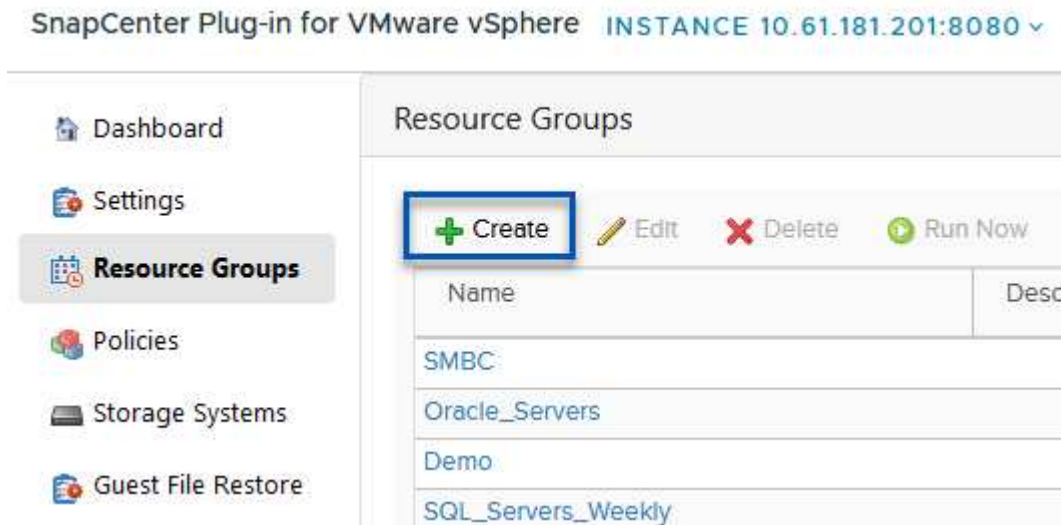 SnapCenter Plug-in for VMware vSphere INSTANCE 10.61.181.201:8080
Dashboard
Settings
Resource Groups
Policies
Storage Systems
Guest File Restore
Resource Groups
Create Edit Delete Run Now
Name Desc
SMBC
Oracle_Servers
Demo
SQL_Servers_Weekly